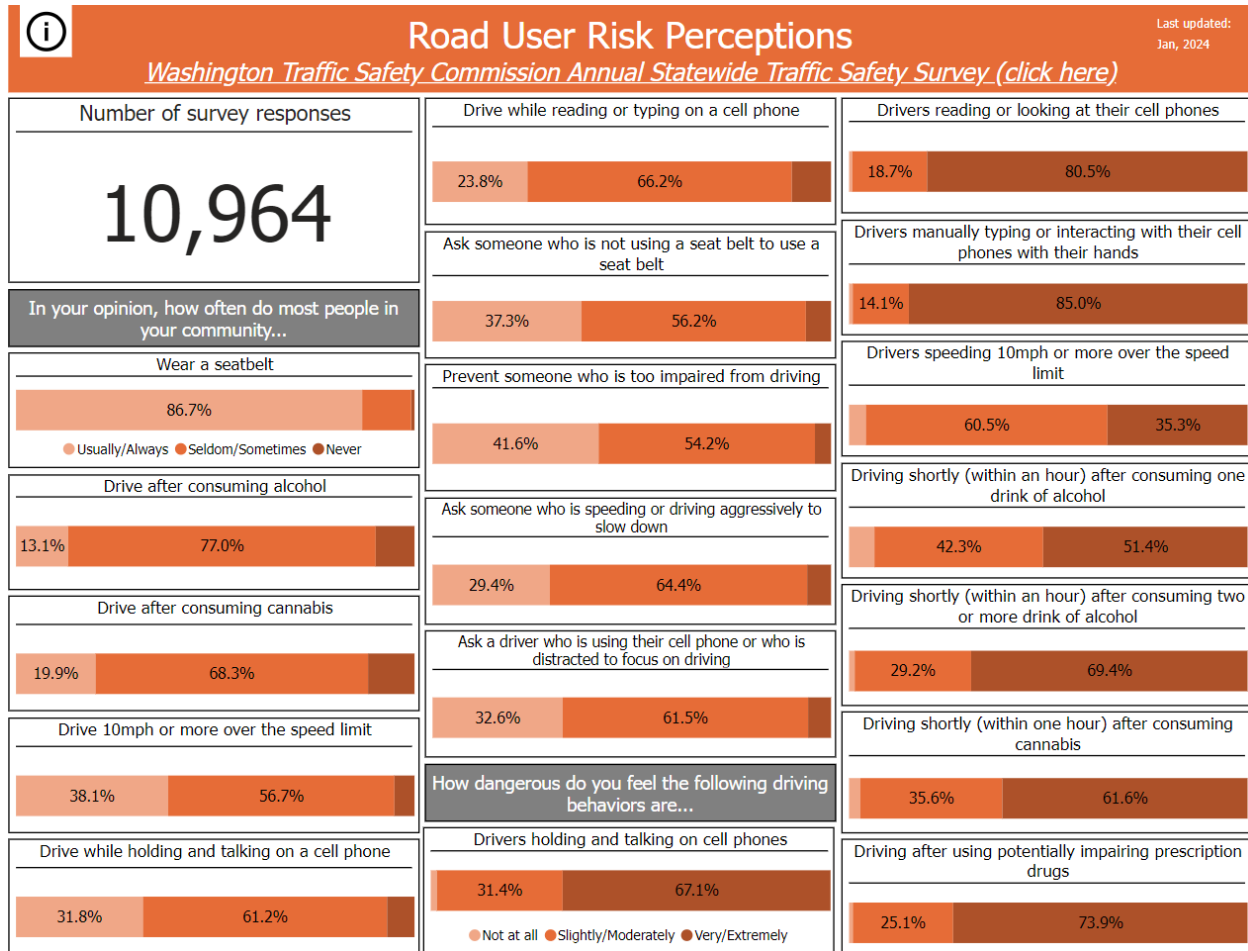 i
Road User Risk Perceptions
Last updated:
Jan, 2024
Washington Traffic Safety Commission Annual Statewide Traffic Safety Survey (click here)
Number of survey responses
10,964
In your opinion, how often do most people in
your community...
Wear a seatbelt
86.7%
Usually/Always Seldom/Sometimes Never
Drive after consuming alcohol
13.1% 77.0%
Drive after consuming cannabis
19.9% 68.3%
Drive 10mph or more over the speed limit
38.1% 56.7%
Drive while holding and talking on a cell phone
31.8% 61.2%
Drive while reading or typing on a cell phone
23.8% 66.2%
Ask someone who is not using a seat belt to use a
seat belt
37.3% 56.2%
Prevent someone who is too impaired from driving
41.6% 54.2%
Ask someone who is speeding or driving aggressively to
slow down
29.4% 64.4%
Ask a driver who is using their cell phone or who is
distracted to focus on driving
32.6% 61.5%
How dangerous do you feel the following driving
behaviors are...
Drivers holding and talking on cell phones
31.4% 67.1%
Not at all Slightly/Moderately Very/Extremely
Drivers reading or looking at their cell phones
18.7% 80.5%
Drivers manually typing or interacting with their cell
phones with their hands
14.1% 85.0%
Drivers speeding 10mph or more over the speed
limit
60.5% 35.3%
Driving shortly (within an hour) after consuming one
drink of alcohol
42.3% 51.4%
Driving shortly (within an hour) after consuming two
or more drink of alcohol
29.2% 69.4%
Driving shortly (within one hour) after consuming
cannabis
35.6% 61.6%
Driving after using potentially impairing prescription
drugs
25.1% 73.9%